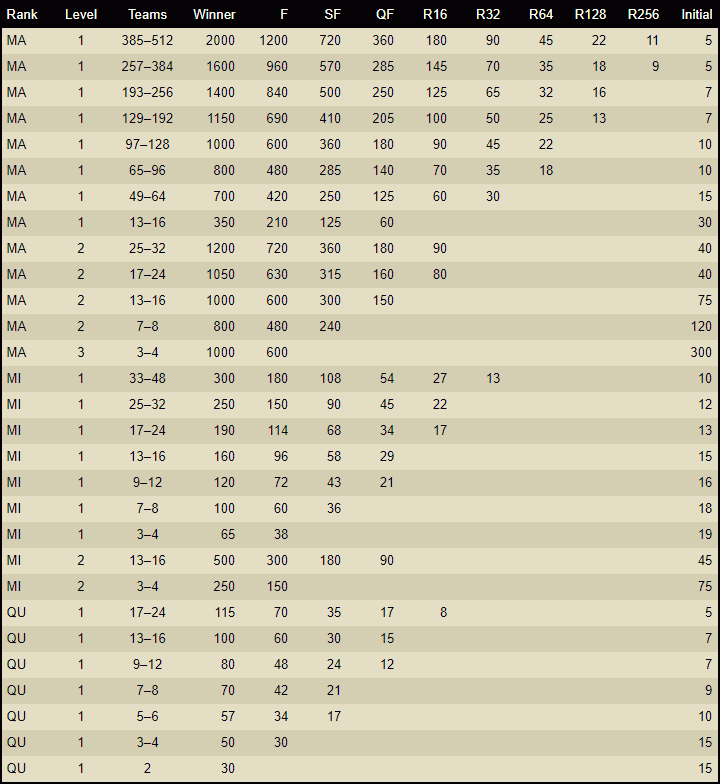 Rank Level Teams Winner F SF QF R16 R32 R64 R128 R256 Initial
MA 1 385–512 2000 1200 720 360 180 90 45 22 11 5
MA 1 257–384 1600 960 570 285 145 70 35 18 9 5
MA 1 193–256 1400 840 500 250 125 65 32 16 7
MA 1 129–192 1150 690 410 205 100 50 25 13 7
MA 1 97–128 1000 600 360 180 90 45 22 10
MA 1 65–96 800 480 285 140 70 35 18 10
MA 1 49–64 700 420 250 125 60 30 15
MA 1 13–16 350 210 125 60 30
MA 2 25–32 1200 720 360 180 90 40
MA 2 17–24 1050 630 315 160 80 40
MA 2 13–16 1000 600 300 150 75
MA 2 7–8 800 480 240 120
MA 3 3–4 1000 600 300
MI 1 33–48 300 180 108 54 27 13 10
MI 1 25–32 250 150 90 45 22 12
MI 1 17–24 190 114 68 34 17 13
MI 1 13–16 160 96 58 29 15
MI 1 9–12 120 72 43 21 16
MI 1 7–8 100 60 36 18
MI 1 3–4 65 38 19
MI 2 13–16 500 300 180 90 45
MI 2 3–4 250 150 75
QU 1 17–24 115 70 35 17 8 5
QU 1 13–16 100 60 30 15 7
QU 1 9–12 80 48 24 12 7
QU 1 7–8 70 42 21 9
QU 1 5–6 57 34 17 10
QU 1 3–4 50 30 15
QU 1 2 30 15